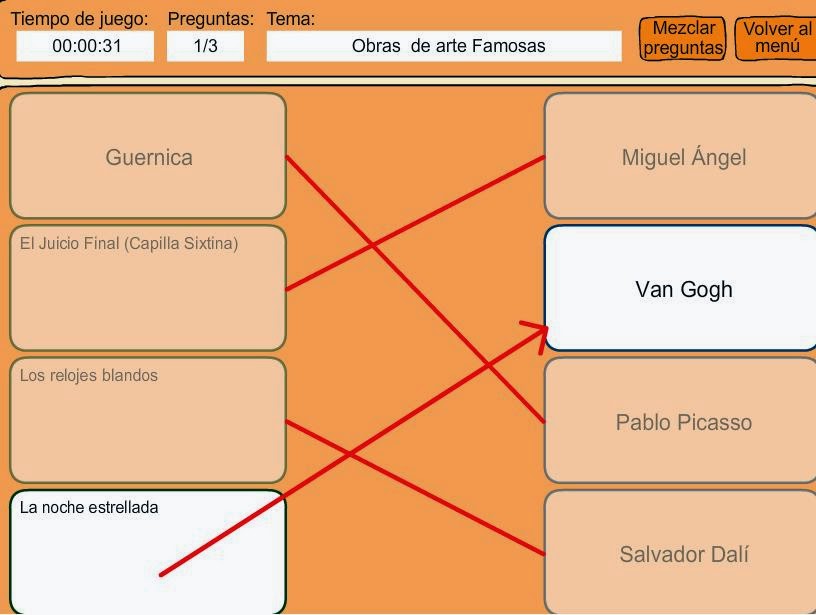 Tiempo de juego: Preguntas: Tema:
00:00:31 1/3 Obras de arte Famosas
Mezclar
preguntas
Volver al
menú
Guernica
Miguel Ángel
El Juicio Final (Capilla Sixtina)
Van Gogh
Los relojes blandos
Pablo Picasso
La noche estrellada
Salvador Dalí